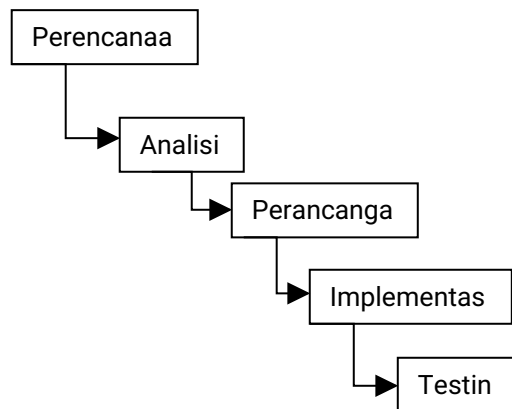 Perencanaa
Analisi
Perancanga
Implementas
Testin